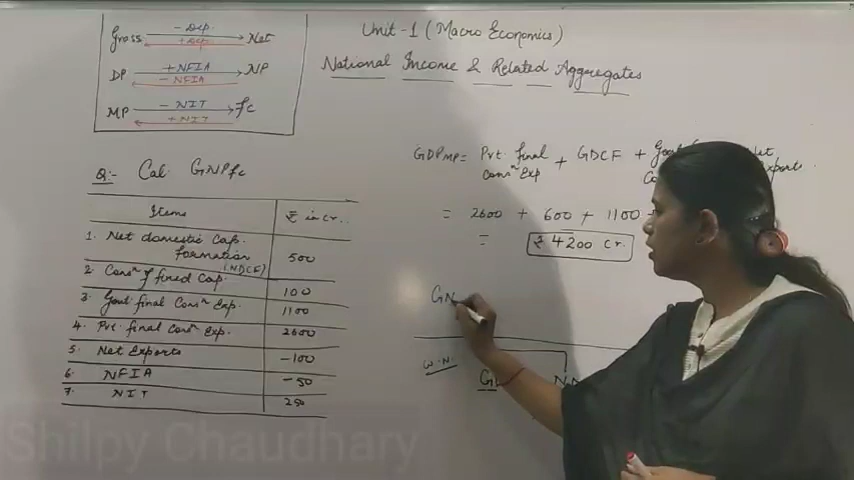 Unit-1 (Macro Economics)
National Income & Related Aggregates
Gross - Dep. Net
+ Dep.
DP + NFIA NP
- NFIA
MP - NIT fc
+ NIT
Q:- Cal. GNPfc
Items ₹ in cr.
1. Net domestic Cap. Formation (NDCF) 500
2. Consⁿ of fixed Cap. 100
3. Govt final Consⁿ Exp. 1100
4. Pvt. final Consⁿ Exp. 2600
5. Net Exports -100
6. NFIA -50
7. NIT 250
GDPMP = Pvt. final + GDCF +
Consⁿ Exp
= 2600 + 600 + 1100
= ₹ 4200 Cr.
GN
W.N.
Shilpy Chaudhary